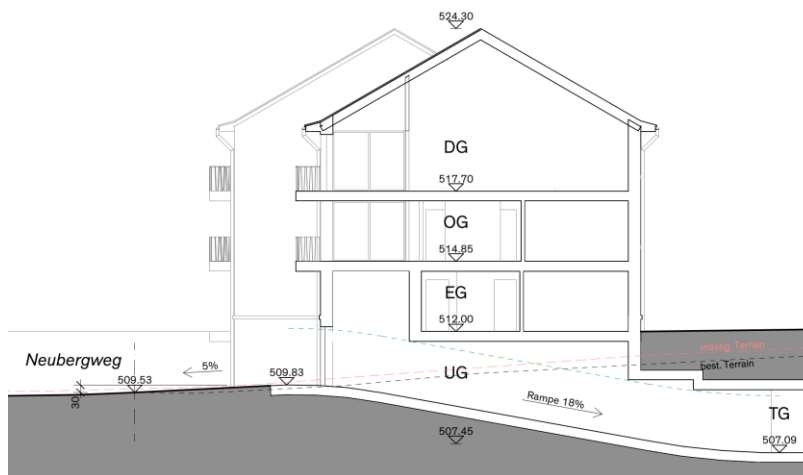 524.30
DG
517.70
OG
514.85
EG
512.00
massg. Terrain
Neubergweg
best. Terrain
5%
UG
509.53
509.83
30
Rampe 18%
TG
507.45
507.09